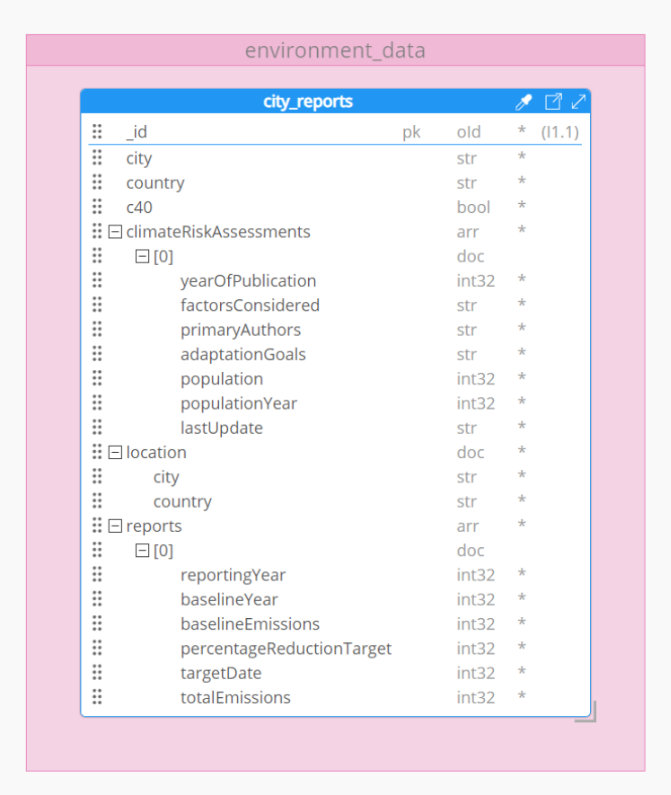 environment_data
city_reports
_id pk oId * (I1.1)
city str *
country str *
c40 bool *
climateRiskAssessments arr *
[0] doc
yearOfPublication int32 *
factorsConsidered str *
primaryAuthors str *
adaptationGoals str *
population int32 *
populationYear int32 *
lastUpdate str *
location doc *
city str *
country str *
reports arr *
[0] doc
reportingYear int32 *
baselineYear int32 *
baselineEmissions int32 *
percentageReductionTarget int32 *
targetDate int32 *
totalEmissions int32 *